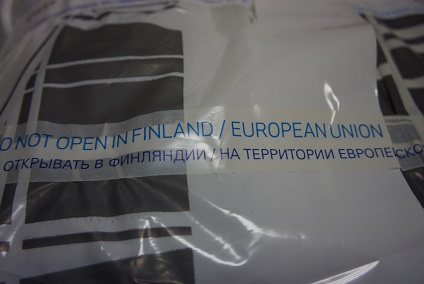 O NOT OPEN IN FINLAND / EUROPEAN UNION
ОТКРЫВАТЬ В ФИНЛЯНДИИ / НА ТЕРРИТОРИИ ЕВРОПЕЙСКО